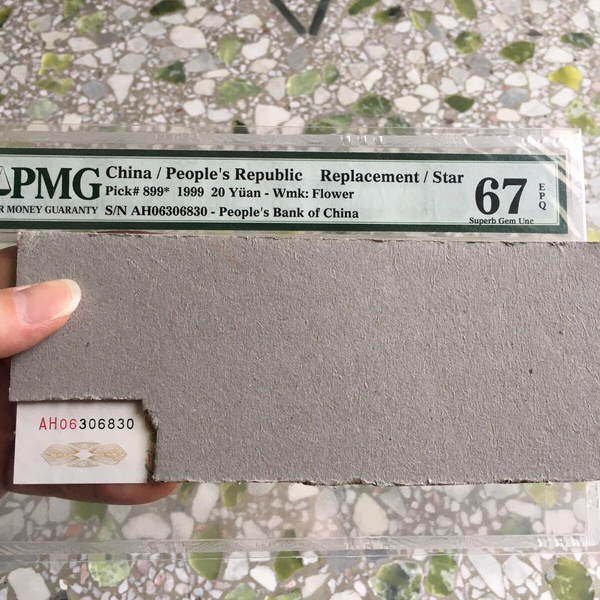 PMG
MONEY GUARANTY
China / People's Republic Replacement / Star
Pick# 899* 1999 20 Yüan - Wmk: Flower
S/N AH06306830 - People's Bank of China
67
EPQ
Superb Gem Unc
AH06306830